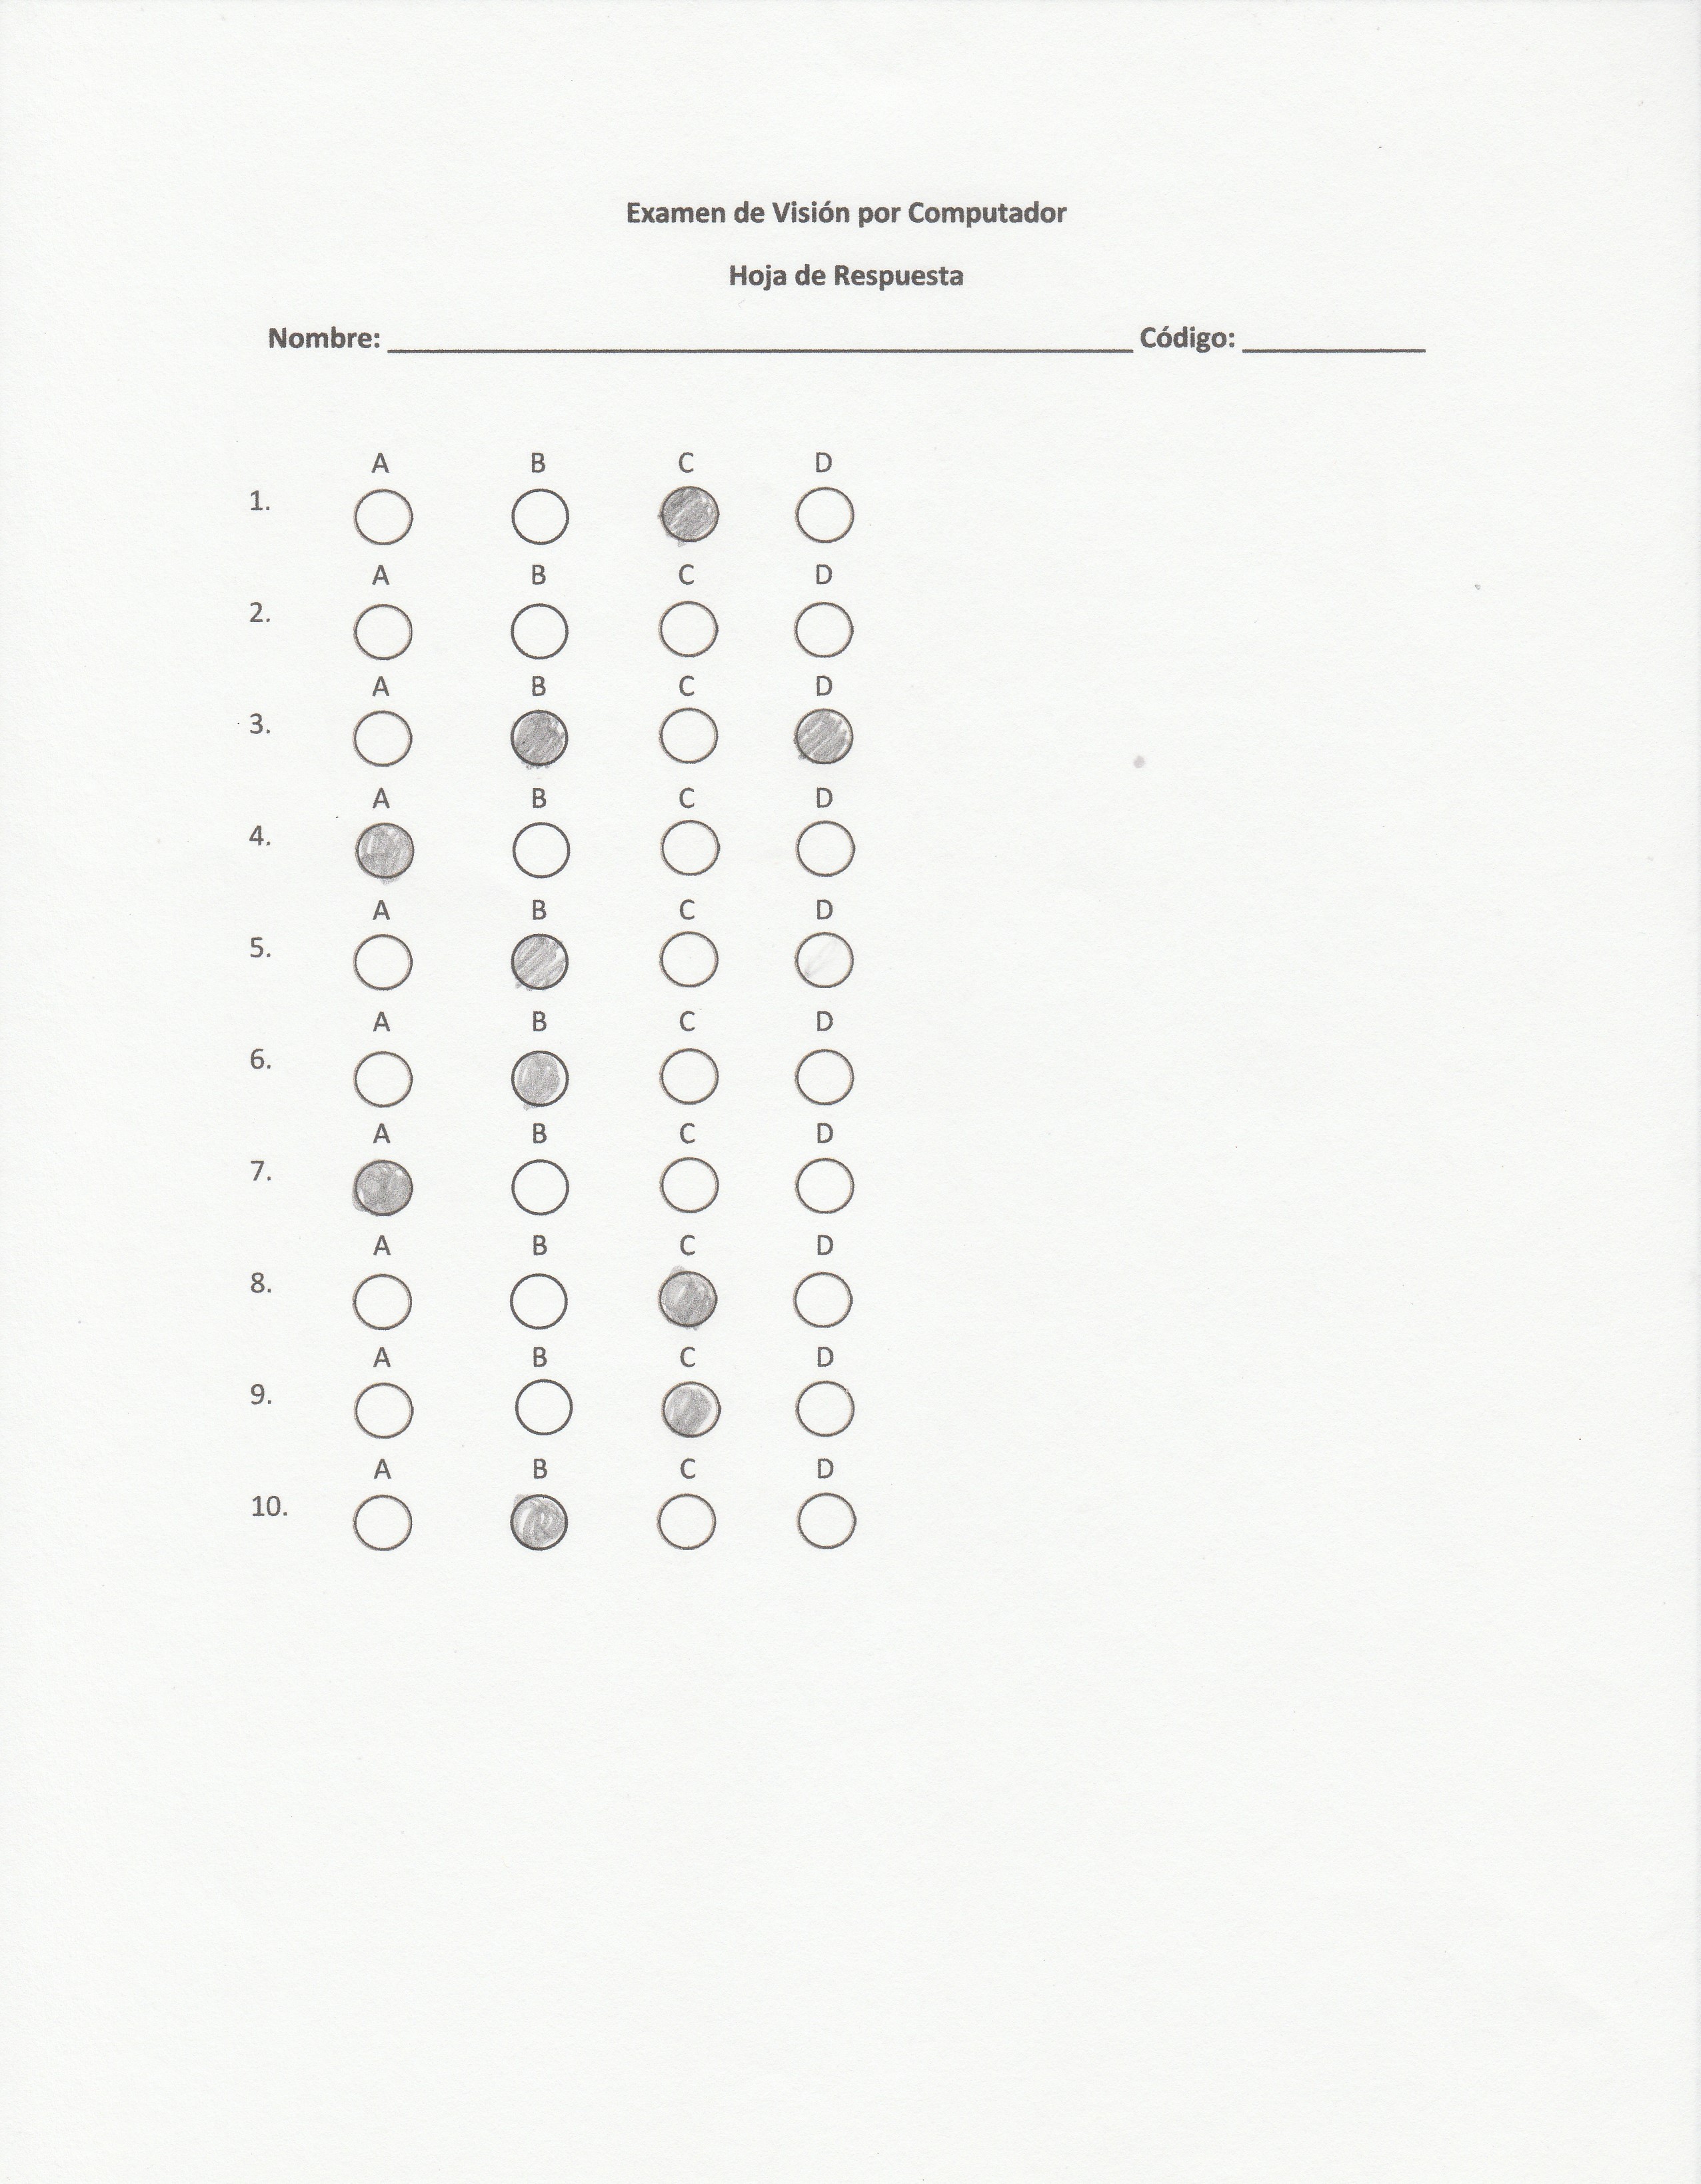 Examen de Visión por Computador
Hoja de Respuesta
Nombre: ____________________ Código: __________
A B C D
1.
A B C D
2.
A B C D
3.
A B C D
4.
A B C D
5.
A B C D
6.
A B C D
7.
A B C D
8.
A B C D
9.
A B C D
10.